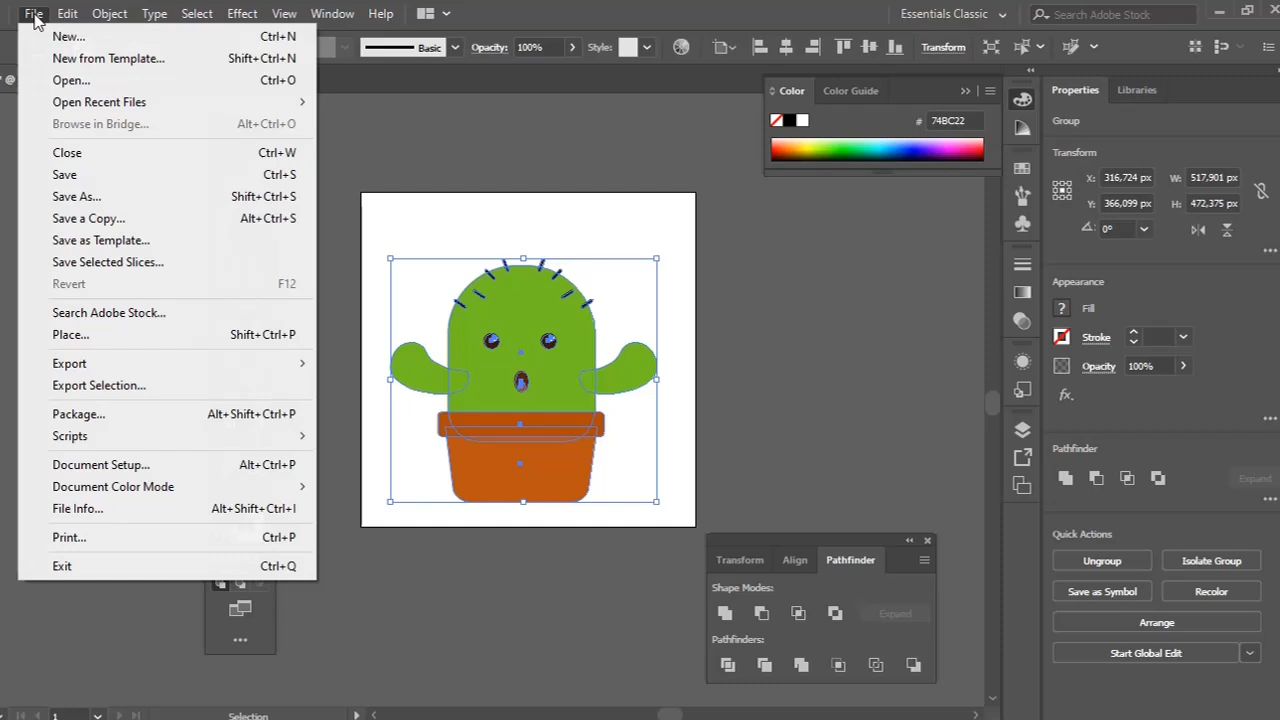 File Edit Object Type Select Effect View Window Help Essentials Classic Search Adobe Stock
Basic Opacity: 100% Style: Transform
New... Ctrl+N
New from Template... Shift+Ctrl+N
Open... Ctrl+O
Open Recent Files
Browse in Bridge... Alt+Ctrl+O
Close Ctrl+W
Save Ctrl+S
Save As... Shift+Ctrl+S
Save a Copy... Alt+Ctrl+S
Save as Template...
Save Selected Slices...
Revert F12
Search Adobe Stock...
Place... Shift+Ctrl+P
Export
Export Selection...
Package... Alt+Shift+Ctrl+P
Scripts
Document Setup... Alt+Ctrl+P
Document Color Mode
File Info... Alt+Shift+Ctrl+I
Print... Ctrl+P
Exit Ctrl+Q
Color Color Guide
# 74BC22
Properties Libraries
Group
Transform
X: 316,724 px W: 517,901 px
Y: 366,099 px H: 472,375 px
0°
Appearance
Fill
Stroke
Opacity 100%
fx.
Pathfinder
Expand
Quick Actions
Ungroup Isolate Group
Save as Symbol Recolor
Arrange
Start Global Edit
Transform Align Pathfinder
Shape Modes:
Expand
Pathfinders:
1 Selection